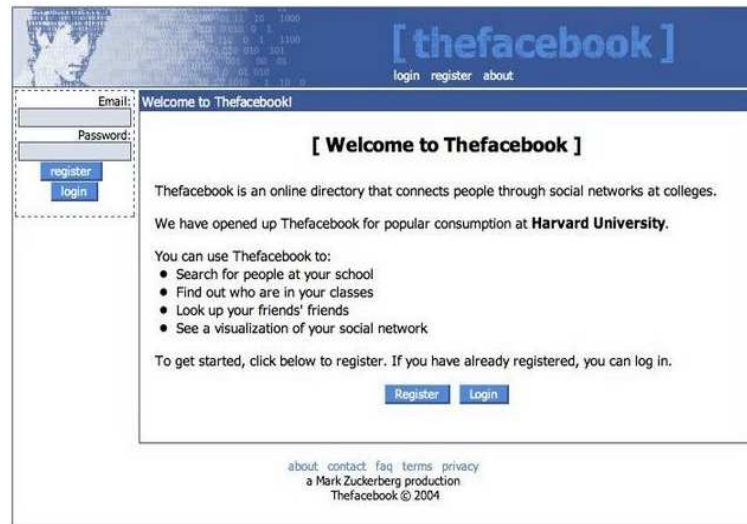 [ thefacebook ]
login register about
Email:
Password:
register
login
Welcome to Thefacebook!
[ Welcome to Thefacebook ]
Thefacebook is an online directory that connects people through social networks at colleges.
We have opened up Thefacebook for popular consumption at Harvard University.
You can use Thefacebook to:
● Search for people at your school
● Find out who are in your classes
● Look up your friends' friends
● See a visualization of your social network
To get started, click below to register. If you have already registered, you can log in.
Register Login
about contact faq terms privacy
a Mark Zuckerberg production
Thefacebook © 2004